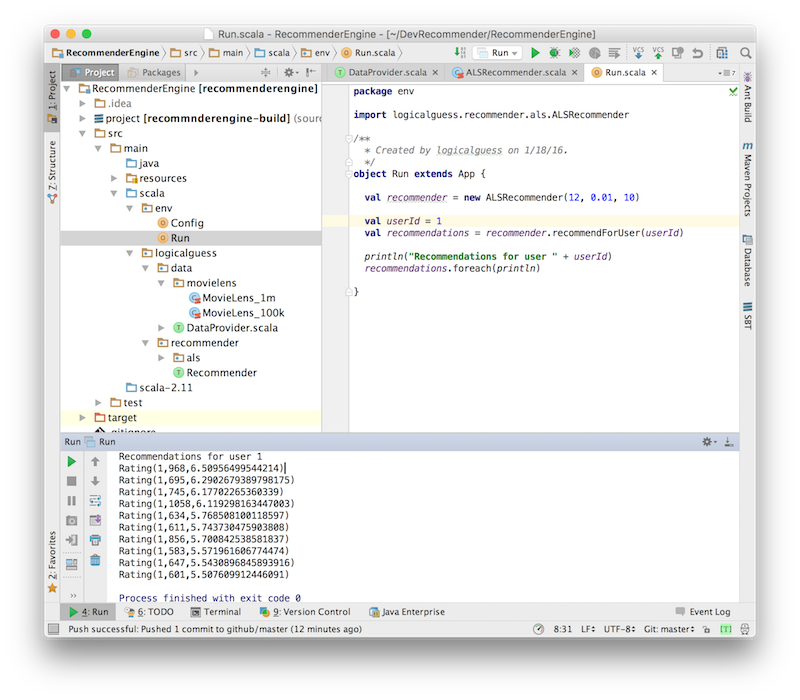 Run.scala - RecommenderEngine - [~/DevRecommender/RecommenderEngine]
RecommenderEngine src main scala env Run.scala Run
1: Project
Project Packages
RecommenderEngine [recommenderengine]
.idea
project [recommnderengine-build] (sourc
src
main
java
resources
scala
env
Config
Run
logicalguess
data
movielens
MovieLens_1m
MovieLens_100k
DataProvider.scala
recommender
als
Recommender
scala-2.11
test
target
.gitignore
Z: Structure
2: Favorites
DataProvider.scala ALSRecommender.scala Run.scala
package env
import logicalguess.recommender.als.ALSRecommender
/**
* Created by logicalguess on 1/18/16.
*/
object Run extends App {
val recommender = new ALSRecommender(12, 0.01, 10)
val userId = 1
val recommendations = recommender.recommendForUser(userId)
println("Recommendations for user " + userId)
recommendations.foreach(println)
}
VCS VCS
Ant Build
Maven Projects
Database
SBT
Run Run
Recommendations for user 1
Rating(1,968,6.50956499544214)
Rating(1,695,6.2902679389798175)
Rating(1,745,6.17702265360339)
Rating(1,1058,6.119298163447003)
Rating(1,634,5.768508100118597)
Rating(1,611,5.743730475903808)
Rating(1,856,5.700842538581837)
Rating(1,583,5.571961606774474)
Rating(1,647,5.5430896845893916)
Rating(1,601,5.507609912446091)
Process finished with exit code 0
4: Run 6: TODO Terminal 9: Version Control Java Enterprise Event Log
Push successful: Pushed 1 commit to github/master (12 minutes ago) 8:31 LF UTF-8 Git: master [T]